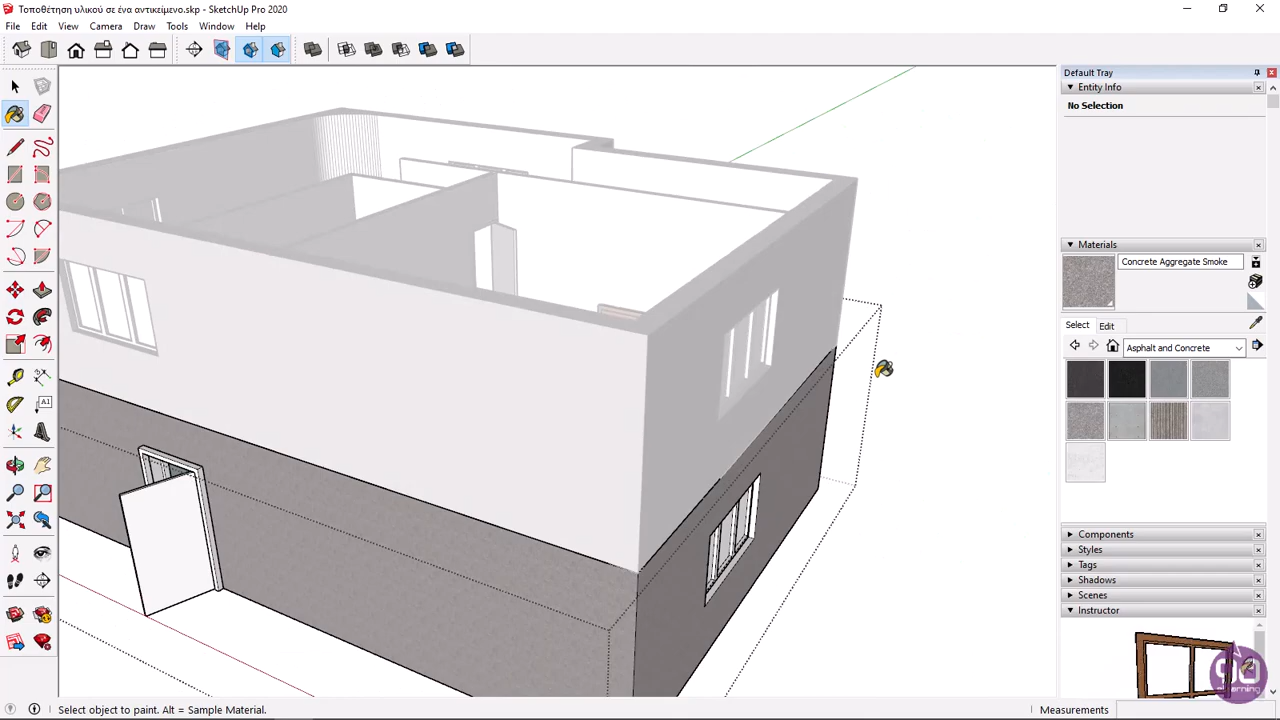 Τοποθέτηση υλικού σε ένα αντικείμενο.skp - SketchUp Pro 2020
File Edit View Camera Draw Tools Window Help
Default Tray
Entity Info
No Selection
Materials
Concrete Aggregate Smoke
Select Edit
Asphalt and Concrete
A1
Components
Styles
Tags
Shadows
Scenes
Instructor
elearning
Select object to paint. Alt = Sample Material.
Measurements